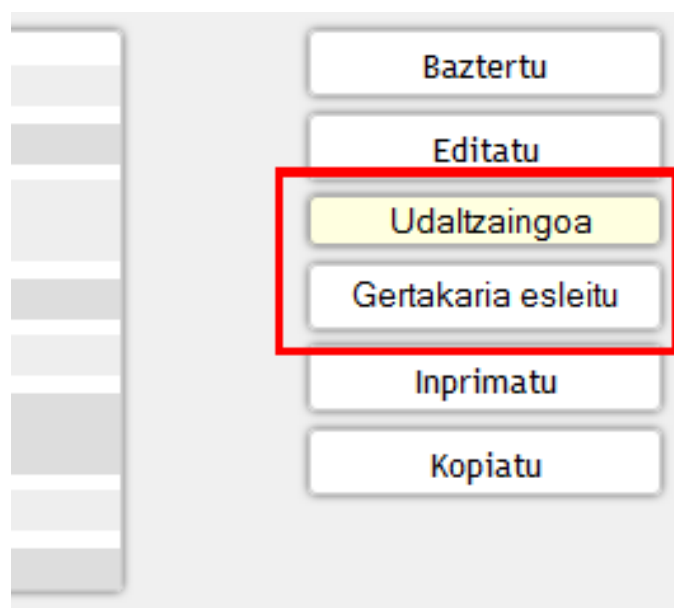 Baztertu
Editatu
Udaltzaingoa
Gertakaria esleitu
Inprimatu
Kopiatu